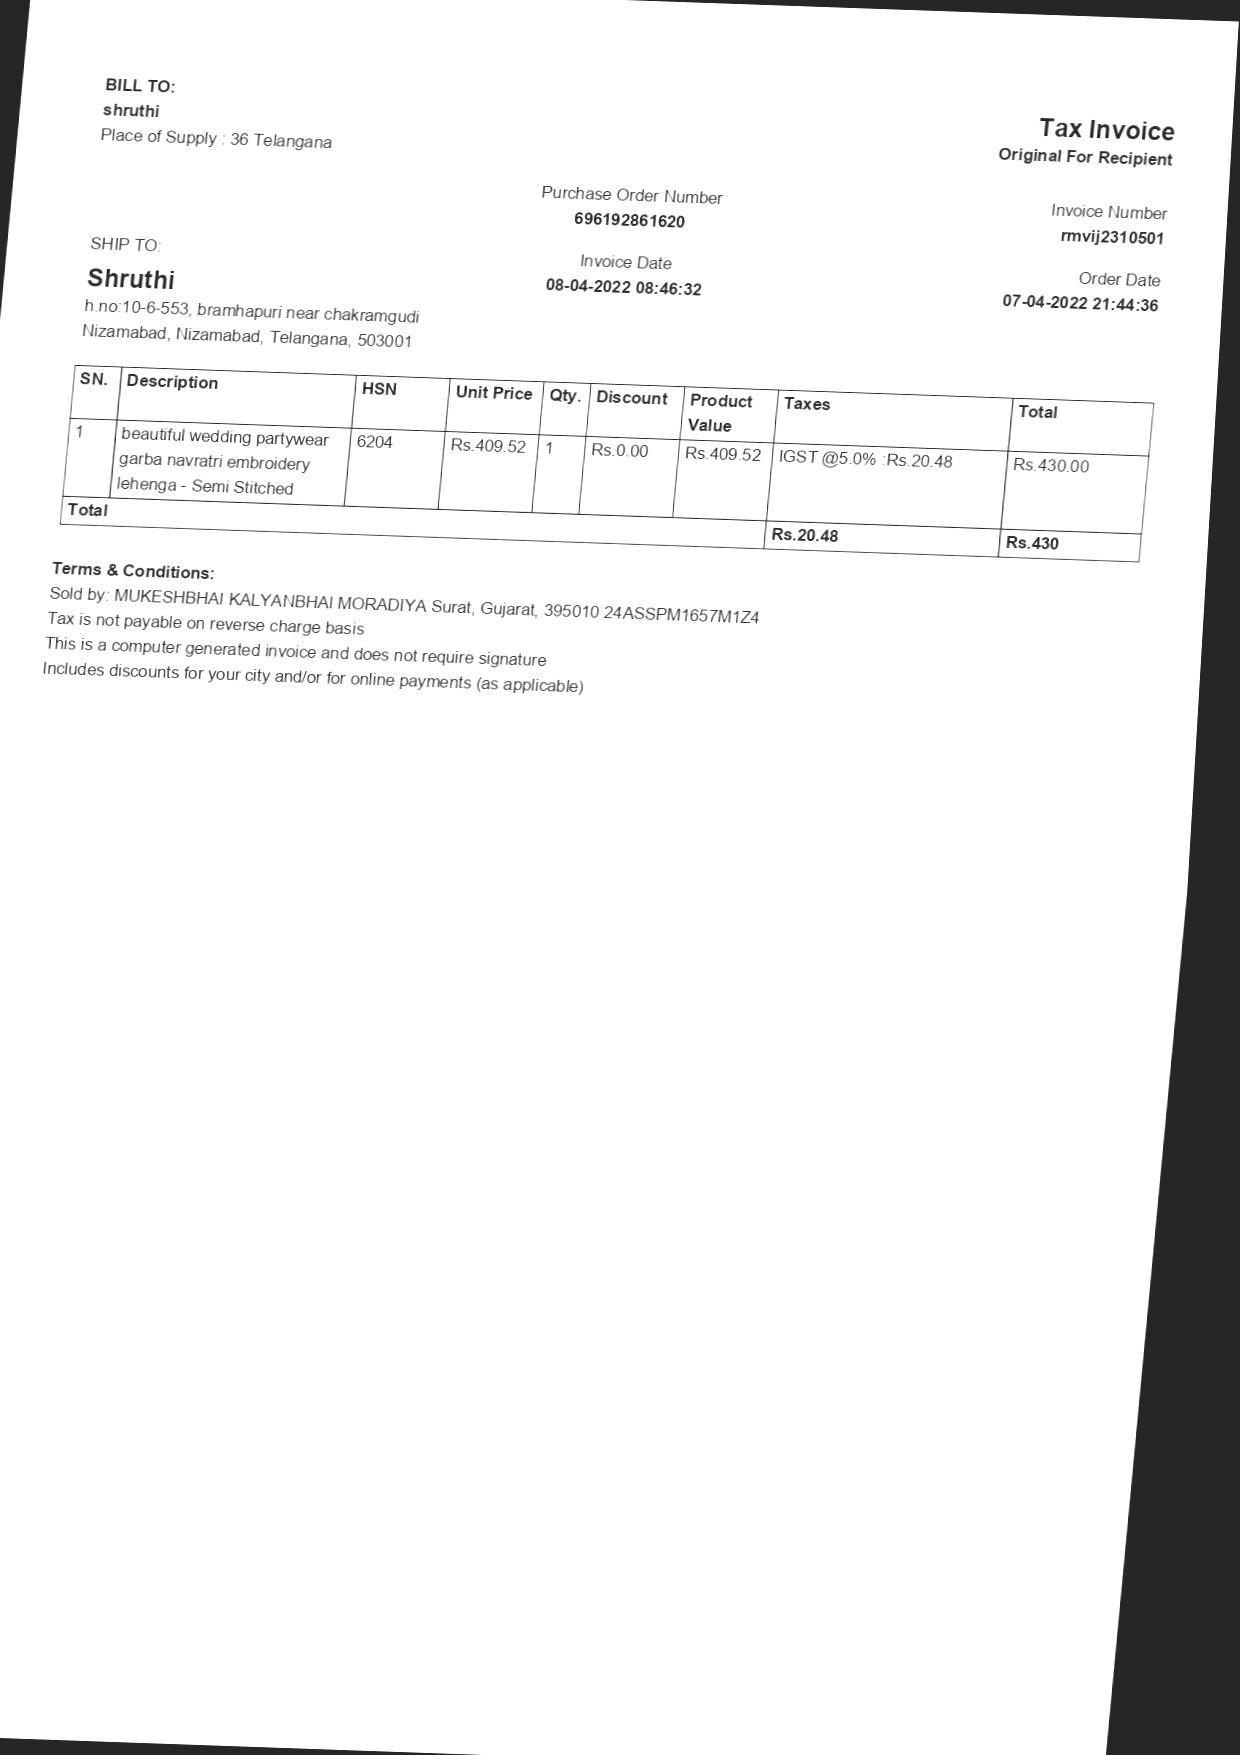 BILL TO:
shruthi
Place of Supply : 36 Telangana
Tax Invoice
Original For Recipient
Purchase Order Number
696192861620
Invoice Number
rmvij2310501
SHIP TO:
Shruthi
h.no:10-6-553, bramhapuri near chakramgudi
Nizamabad, Nizamabad, Telangana, 503001
Invoice Date
08-04-2022 08:46:32
Order Date
07-04-2022 21:44:36
SN. Description HSN Unit Price Qty. Discount Product Value Taxes Total
1 beautiful wedding partywear garba navratri embroidery lehenga - Semi Stitched 6204 Rs.409.52 1 Rs.0.00 Rs.409.52 IGST @5.0% :Rs.20.48 Rs.430.00
Total Rs.20.48 Rs.430
Terms & Conditions:
Sold by: MUKESHBHAI KALYANBHAI MORADIYA Surat, Gujarat, 395010 24ASSPM1657M1Z4
Tax is not payable on reverse charge basis
This is a computer generated invoice and does not require signature
Includes discounts for your city and/or for online payments (as applicable)